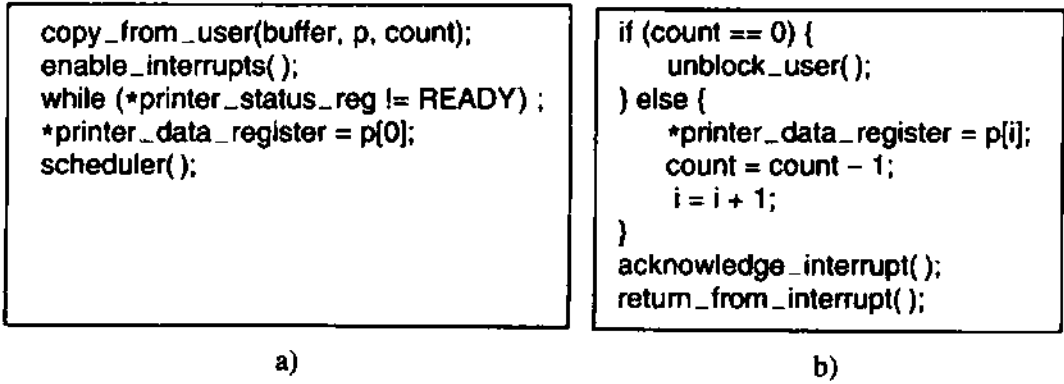 copy_from_user(buffer, p, count);
enable_interrupts( );
while (*printer_status_reg != READY) ;
*printer_data_register = p[0];
scheduler( );
if (count == 0) {
unblock_user( );
} else {
*printer_data_register = p[i];
count = count – 1;
i = i + 1;
}
acknowledge_interrupt( );
return_from_interrupt( );
a)
b)